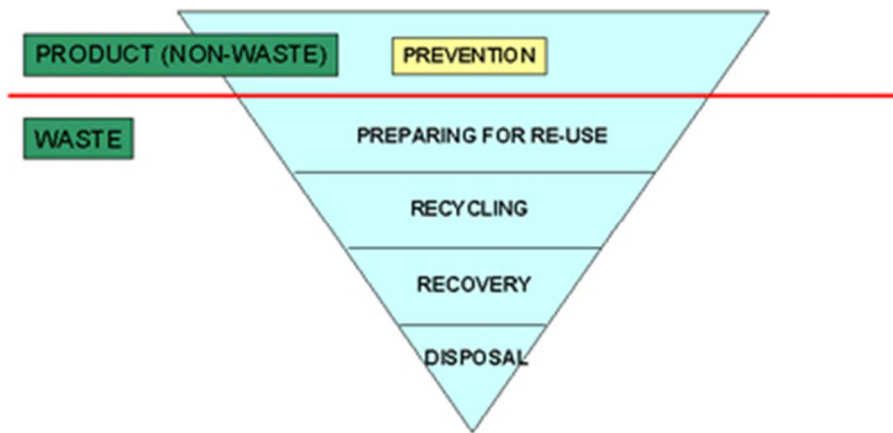 PRODUCT (NON-WASTE)
PREVENTION
WASTE
PREPARING FOR RE-USE
RECYCLING
RECOVERY
DISPOSAL